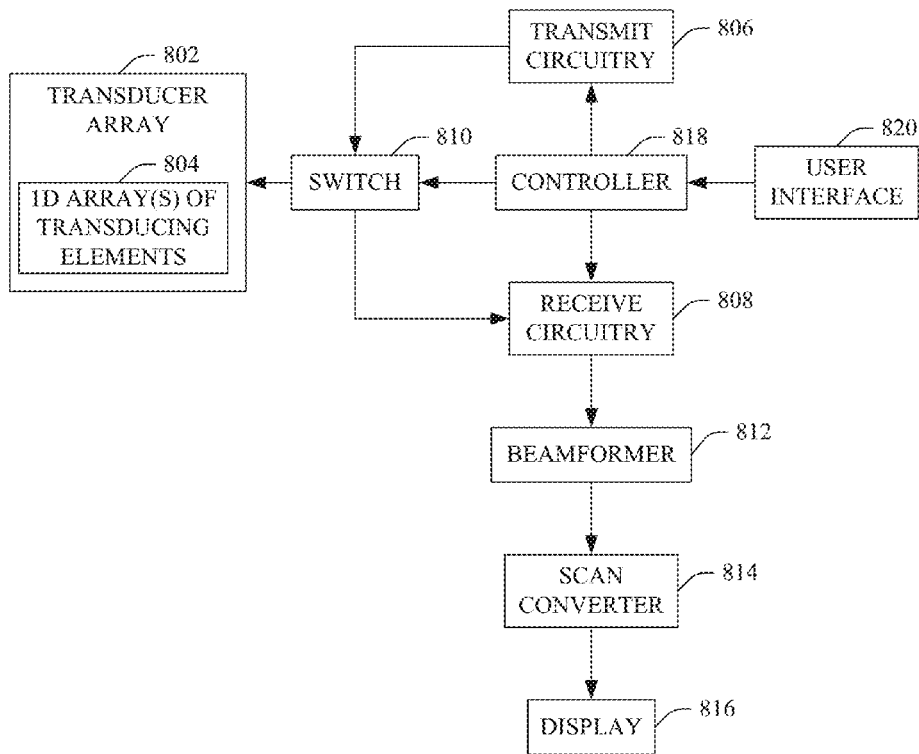 TRANSMIT
CIRCUITRY
806
802
TRANSDUCER
ARRAY
804
1D ARRAY(S) OF
TRANSDUCING
ELEMENTS
810
SWITCH
818
CONTROLLER
820
USER
INTERFACE
RECEIVE
CIRCUITRY
808
BEAMFORMER
812
SCAN
CONVERTER
814
DISPLAY
816